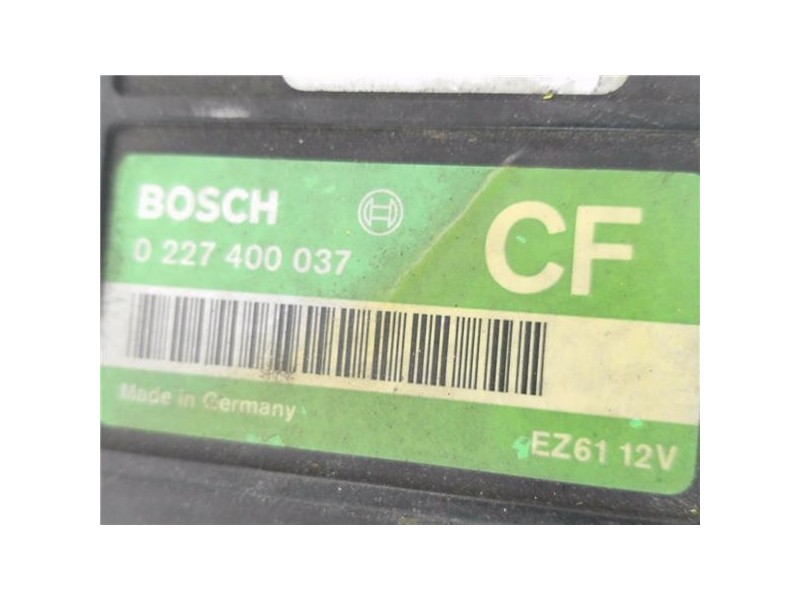 BOSCH
CF
0 227 400 037
Made in Germany
EZ61 12V